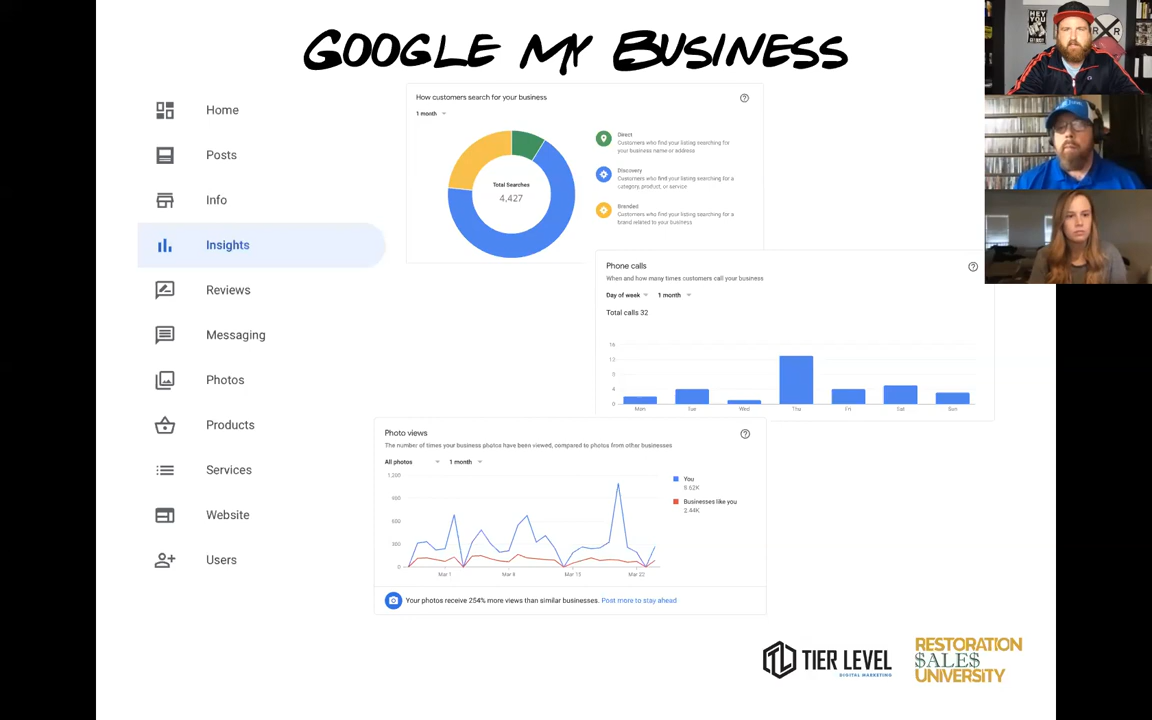 GOOGLE MY BUSINESS
HEY YOU
R R
Home
Posts
Info
Insights
Reviews
Messaging
Photos
Products
Services
Website
Users
How customers search for your business
1 month
Total Searches
4,427
Direct
Customers who find your listing searching for
your business name or address
Discovery
Customers who find your listing searching for a
category, product, or service
Branded
Customers who find your listing searching for a
brand related to your business
Phone calls
When and how many times customers call your business
Day of week 1 month
Total calls 32
16
12
8
4
0
Mon Tue Wed Thu Fri Sat Sun
Photo views
The number of times your business photos have been viewed, compared to photos from other businesses
All photos 1 month
1,200
900
600
300
0
Mar 1 Mar 8 Mar 15 Mar 22
You
8.62K
Businesses like you
2.44K
Your photos receive 254% more views than similar businesses. Post more to stay ahead
TIER LEVEL
DIGITAL MARKETING
RESTORATION
$ALE$
UNIVERSITY